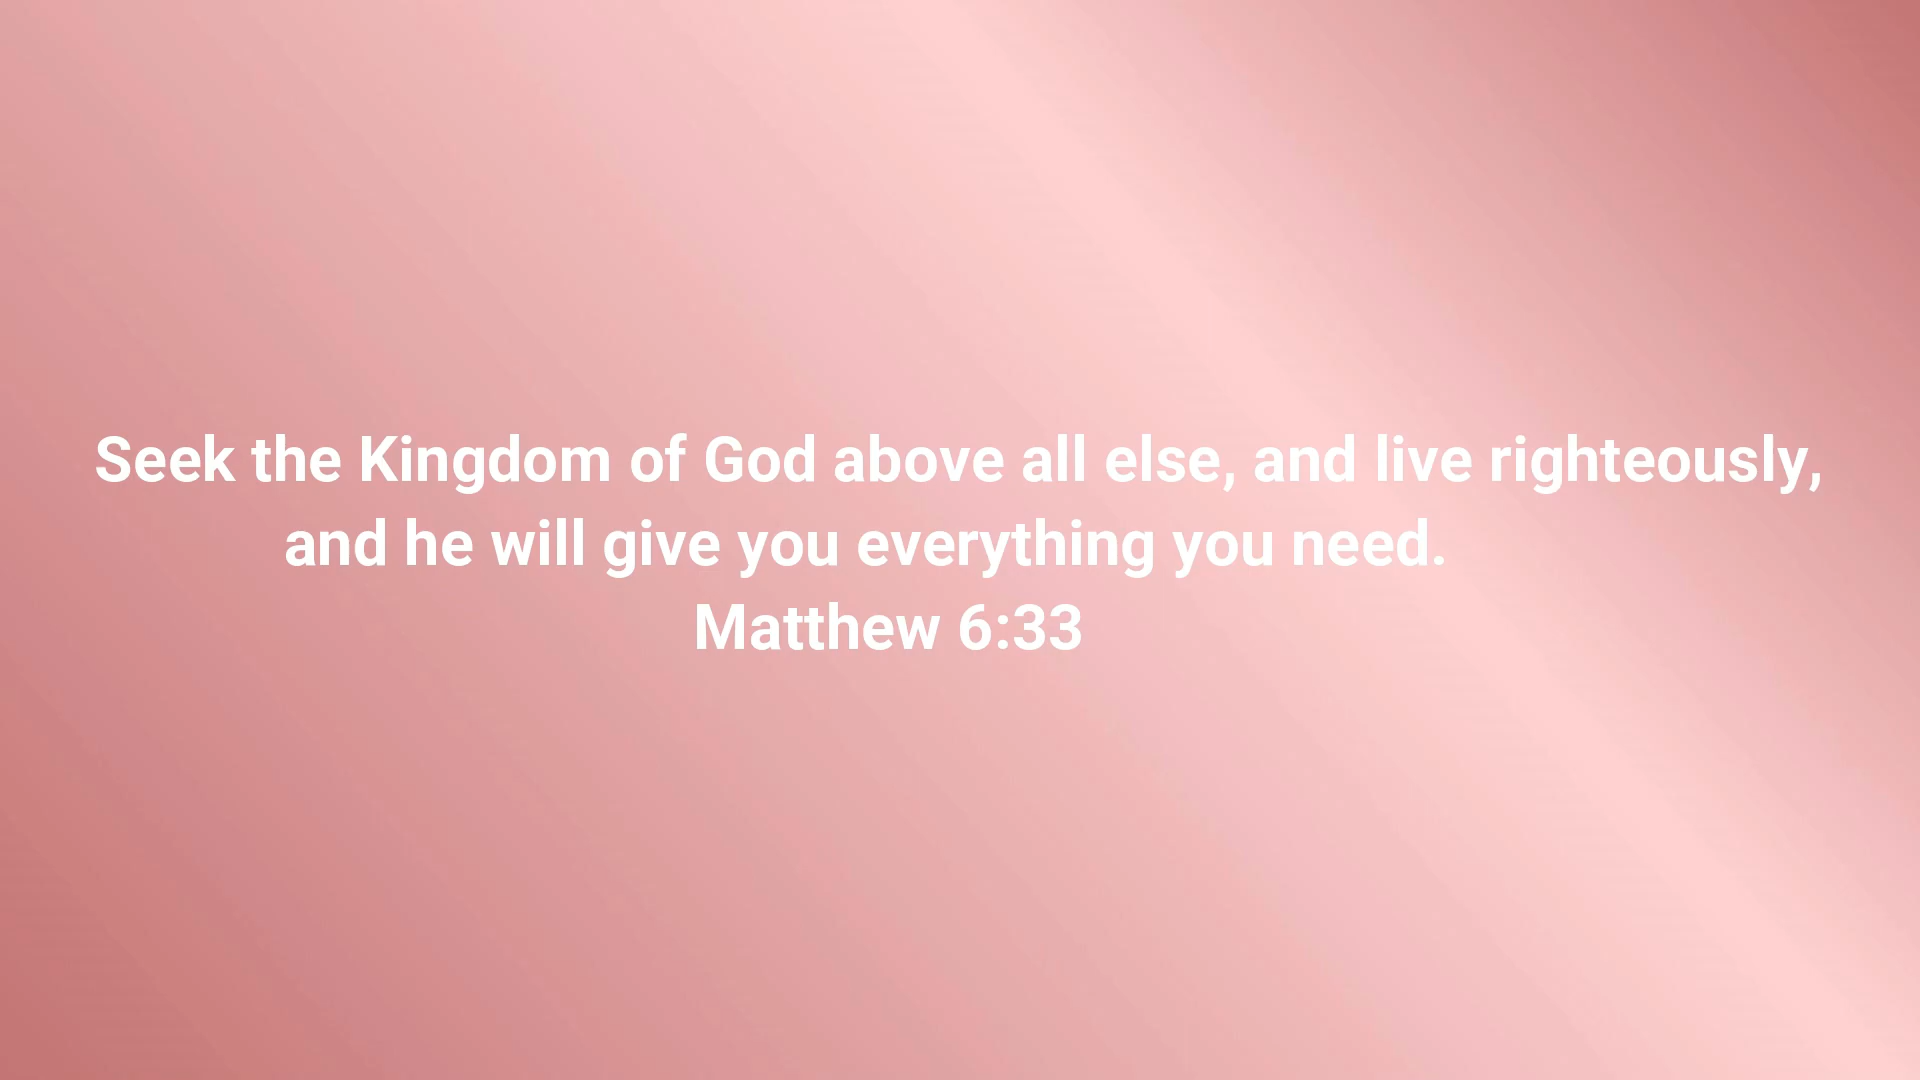 Seek the Kingdom of God above all else, and live righteously,
and he will give you everything you need.
Matthew 6:33